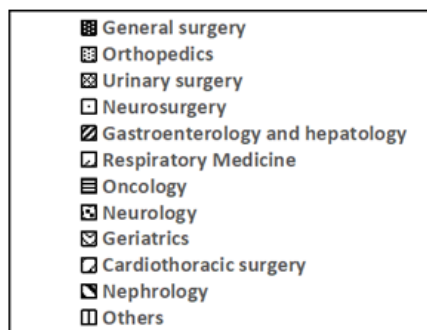 General surgery
Orthopedics
Urinary surgery
Neurosurgery
Gastroenterology and hepatology
Respiratory Medicine
Oncology
Neurology
Geriatrics
Cardiothoracic surgery
Nephrology
Others